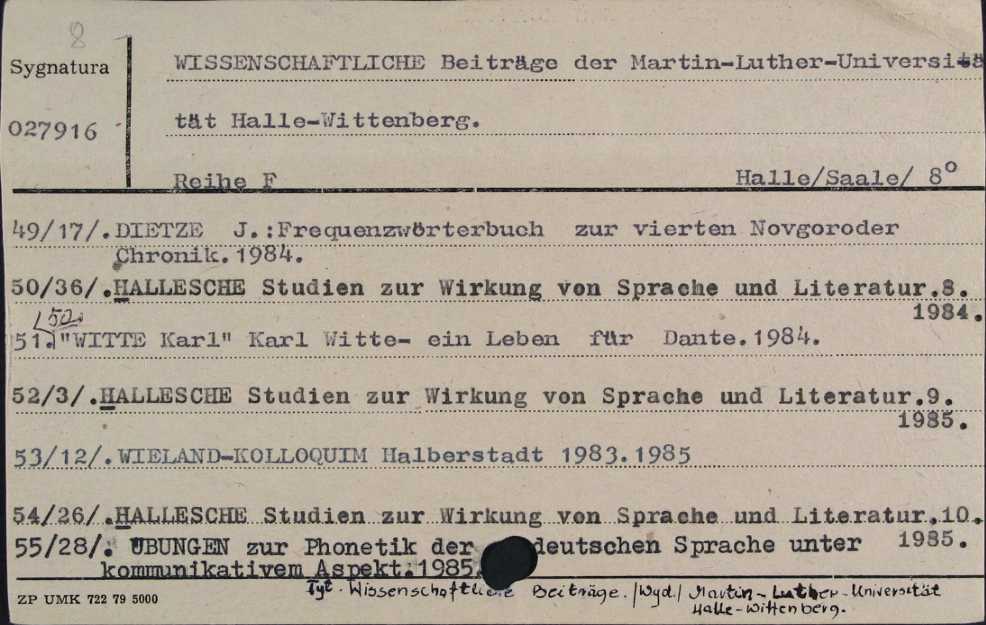 8
Sygnatura
027916
WISSENSCHAFTLICHE Beiträge der Martin-Luther-Universitä
tät Halle-Wittenberg.
Reihe F Halle/Saale/ 8°
49/17/.DIETZE J.:Frequenzwörterbuch zur vierten Novgoroder
Chronik.1984.
50/36/.HALLESCHE Studien zur Wirkung von Sprache und Literatur.8.
1984.
/50.
51."WITTE Karl" Karl Witte- ein Leben für Dante.1984.
52/3/.HALLESCHE Studien zur Wirkung von Sprache und Literatur.9.
1985.
53/12/.WIELAND-KOLLOQUIM Halberstadt 1983.1985
54/26/.HALLESCHE Studien zur Wirkung von Sprache und Literatur.10.
1985.
55/28/. ÜBUNGEN zur Phonetik der deutschen Sprache unter
kommunikativem Aspekt.1985.
Tyt. Wissenschaftliche Beiträge. /Wyd./ Martin-Luther-Universität
Halle-Wittenberg.
ZP UMK 722 79 5000